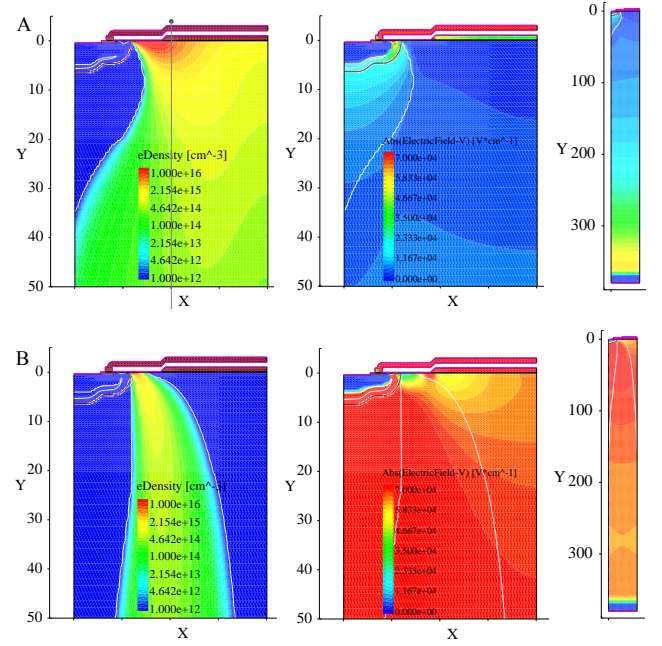 A
0
10
20
30
40
50
Y
X
eDensity [cm^-3]
1.000e+16
2.154e+15
4.642e+14
1.000e+14
2.154e+13
4.642e+12
1.000e+12
0
10
20
30
40
50
Y
X
Abs(ElectricField-V) [V*cm^-1]
7.000e+04
5.833e+04
4.667e+04
3.500e+04
2.333e+04
1.167e+04
0.000e+00
0
100
200
300
Y
B
0
10
20
30
40
50
Y
X
eDensity [cm^-3]
1.000e+16
2.154e+15
4.642e+14
1.000e+14
2.154e+13
4.642e+12
1.000e+12
0
10
20
30
40
50
Y
X
Abs(ElectricField-V) [V*cm^-1]
7.000e+04
5.833e+04
4.667e+04
3.500e+04
2.333e+04
1.167e+04
0.000e+00
0
100
200
300
Y